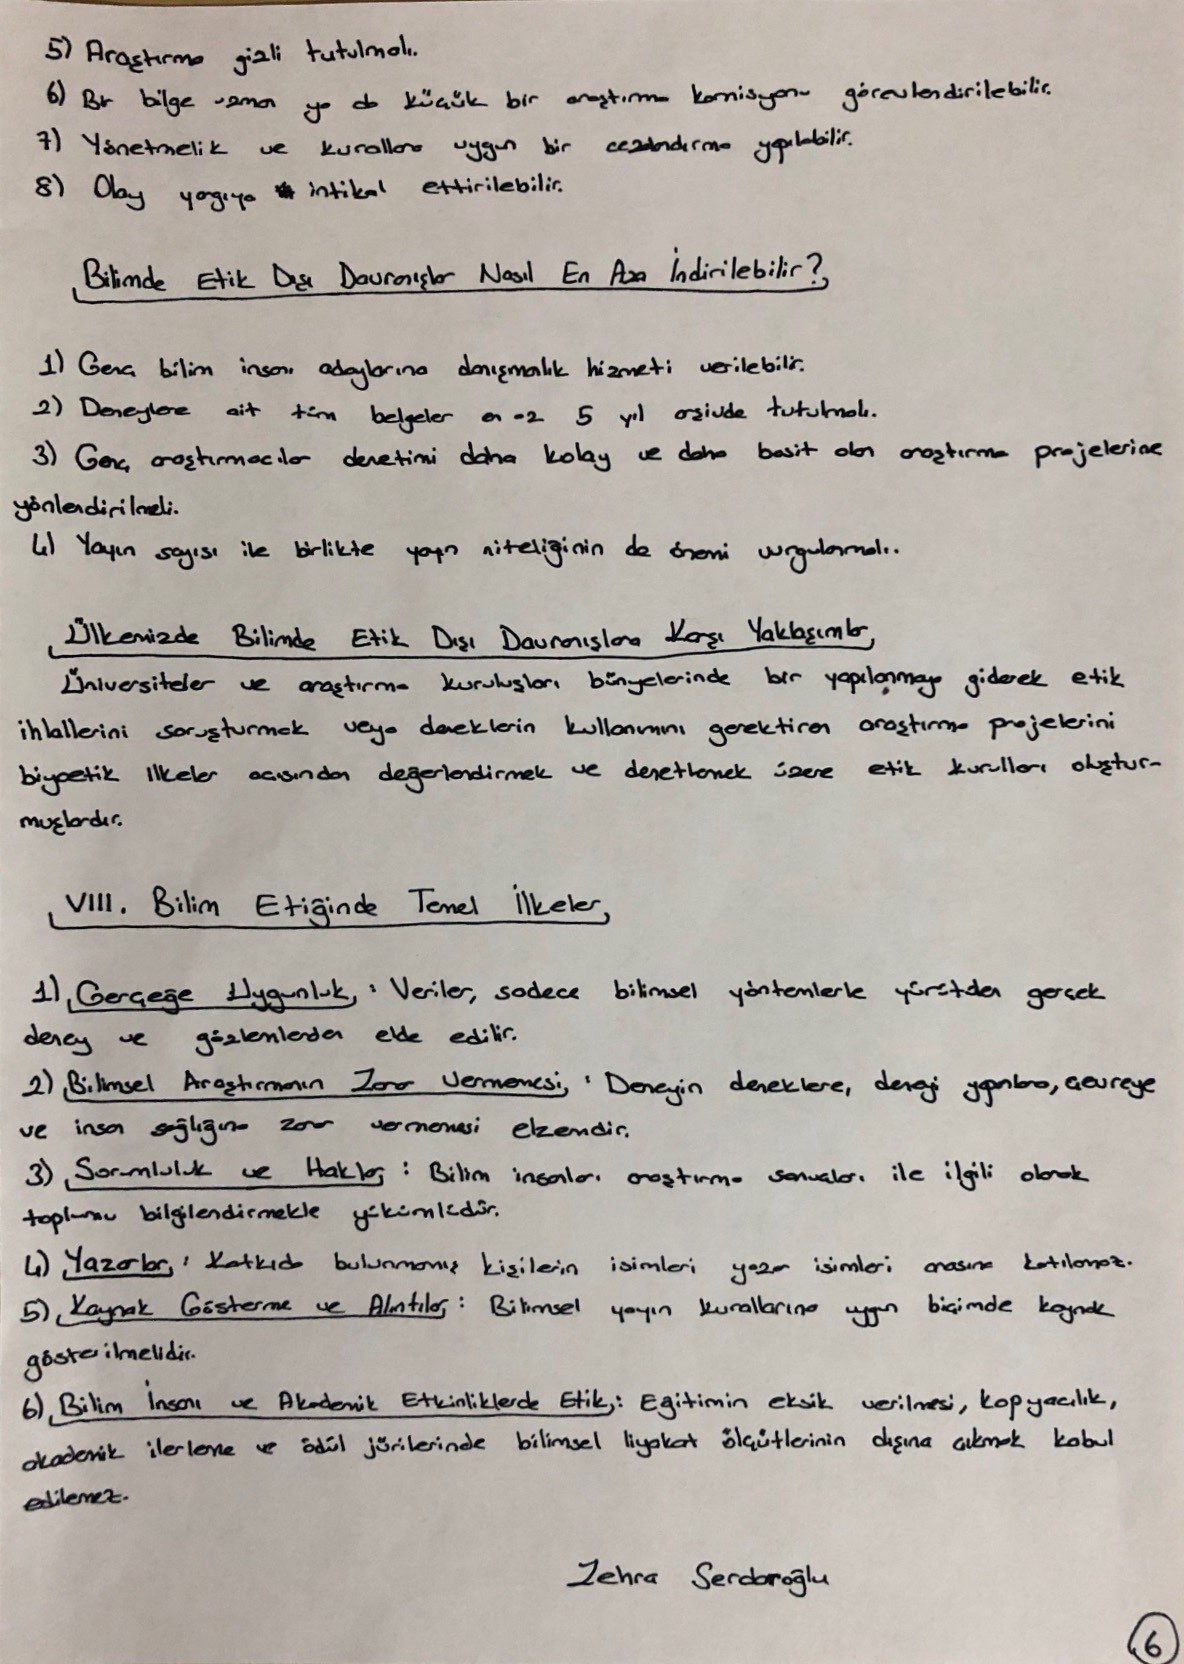 5) Araştırma gizli tutulmalı.
6) Bir bilge uzman ya da küçük bir araştırma komisyonu görevlendirilebilir.
7) Yönetmelik ve kurallara uygun bir cezalandırma yapılabilir.
8) Olay yargıya intikal ettirilebilir.
Bilimde Etik Dışı Davranışlar Nasıl En Aza İndirilebilir?
1) Genç bilim insanı adaylarına danışmanlık hizmeti verilebilir.
2) Deneylere ait tüm belgeler en az 5 yıl arşivde tutulmalı.
3) Genç araştırmacılar denetimi daha kolay ve daha basit olan araştırma projelerine
yönlendirilmeli.
4) Yayın sayısı ile birlikte yayın niteliğinin de önemi vurgulanmalı.
Ülkemizde Bilimde Etik Dışı Davranışlara Karşı Yaklaşımlar
Üniversiteler ve araştırma kuruluşları bünyelerinde bir yapılanmaya giderek etik
ihlallerini soruşturmak veya deneklerin kullanımını gerektiren araştırma projelerini
biyoetik ilkeler açısından değerlendirmek ve denetlemek üzere etik kurulları oluştur-
muşlardır.
VIII. Bilim Etiğinde Temel İlkeler
1) Gerçeğe Uygunluk : Veriler, sadece bilimsel yöntemlerle yürütülen gerçek
deney ve gözlemlerden elde edilir.
2) Bilimsel Araştırmanın Zarar Vermemesi : Deneyin deneklere, deneyi yapanlara, çevreye
ve insan sağlığına zarar vermemesi elzemdir.
3) Sorumluluk ve Haklar : Bilim insanları araştırma sonuçları ile ilgili olarak
toplumu bilgilendirmekle yükümlüdür.
4) Yazarlar : Katkıda bulunmamış kişilerin isimleri yazar isimleri arasına katılamaz.
5) Kaynak Gösterme ve Alıntılar : Bilimsel yayın kurallarına uygun biçimde kaynak
gösterilmelidir.
6) Bilim İnsanı ve Akademik Etkinliklerde Etik : Eğitimin eksik verilmesi, kopyacılık,
akademik ilerleme ve ödül jürilerinde bilimsel liyakat ölçütlerinin dışına çıkmak kabul
edilemez.
Zehra Serdaroğlu
6